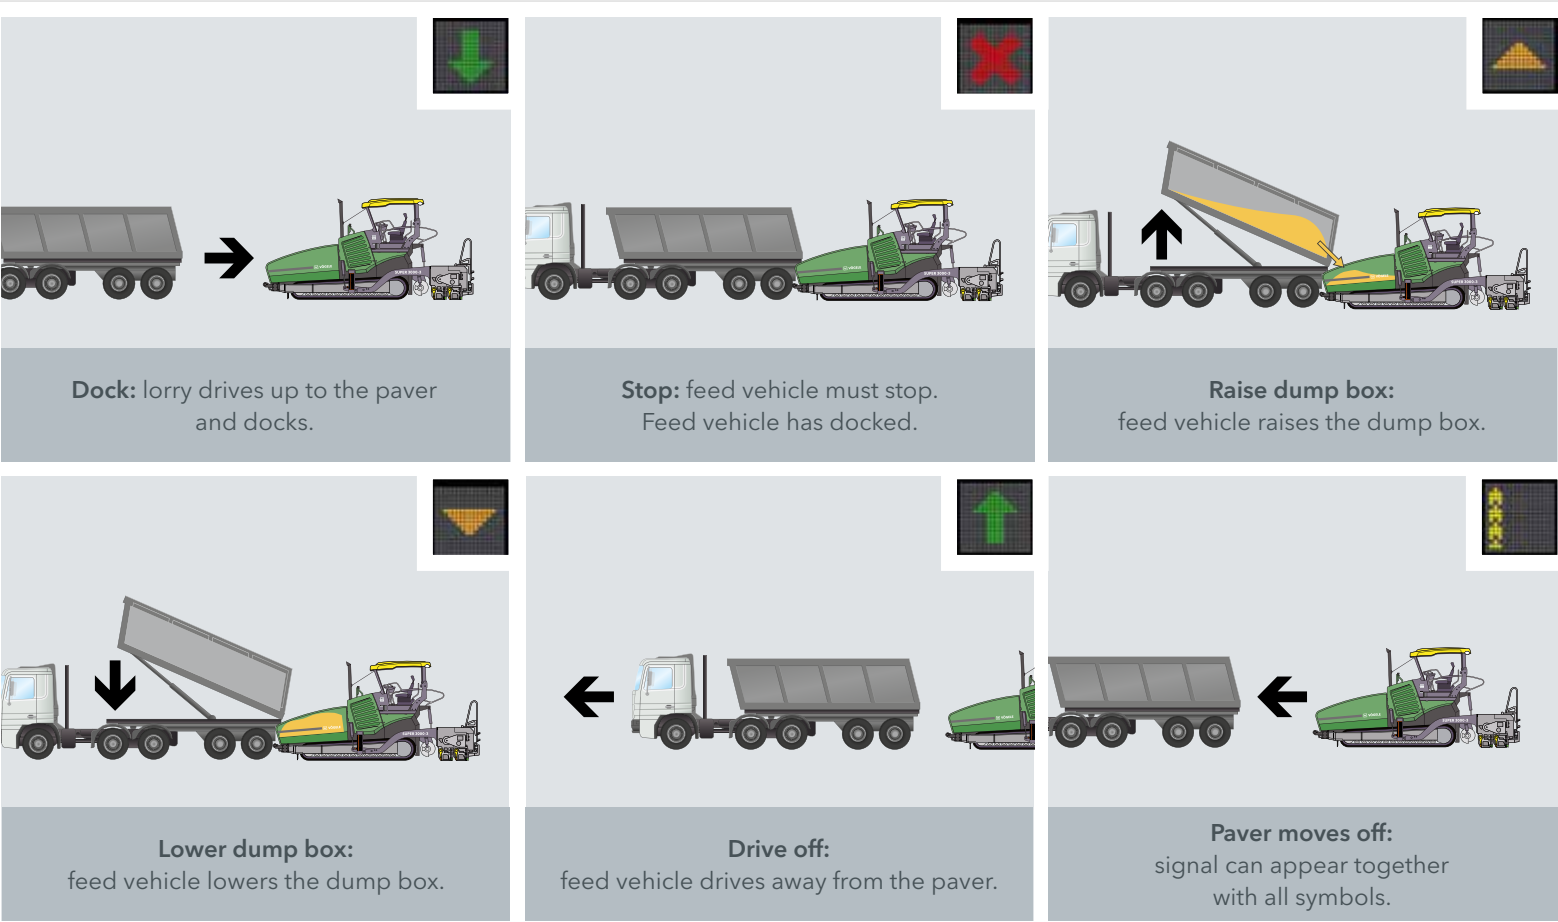 Dock: lorry drives up to the paver
and docks.
Stop: feed vehicle must stop.
Feed vehicle has docked.
Raise dump box:
feed vehicle raises the dump box.
Lower dump box:
feed vehicle lowers the dump box.
Drive off:
feed vehicle drives away from the paver.
Paver moves off:
signal can appear together
with all symbols.